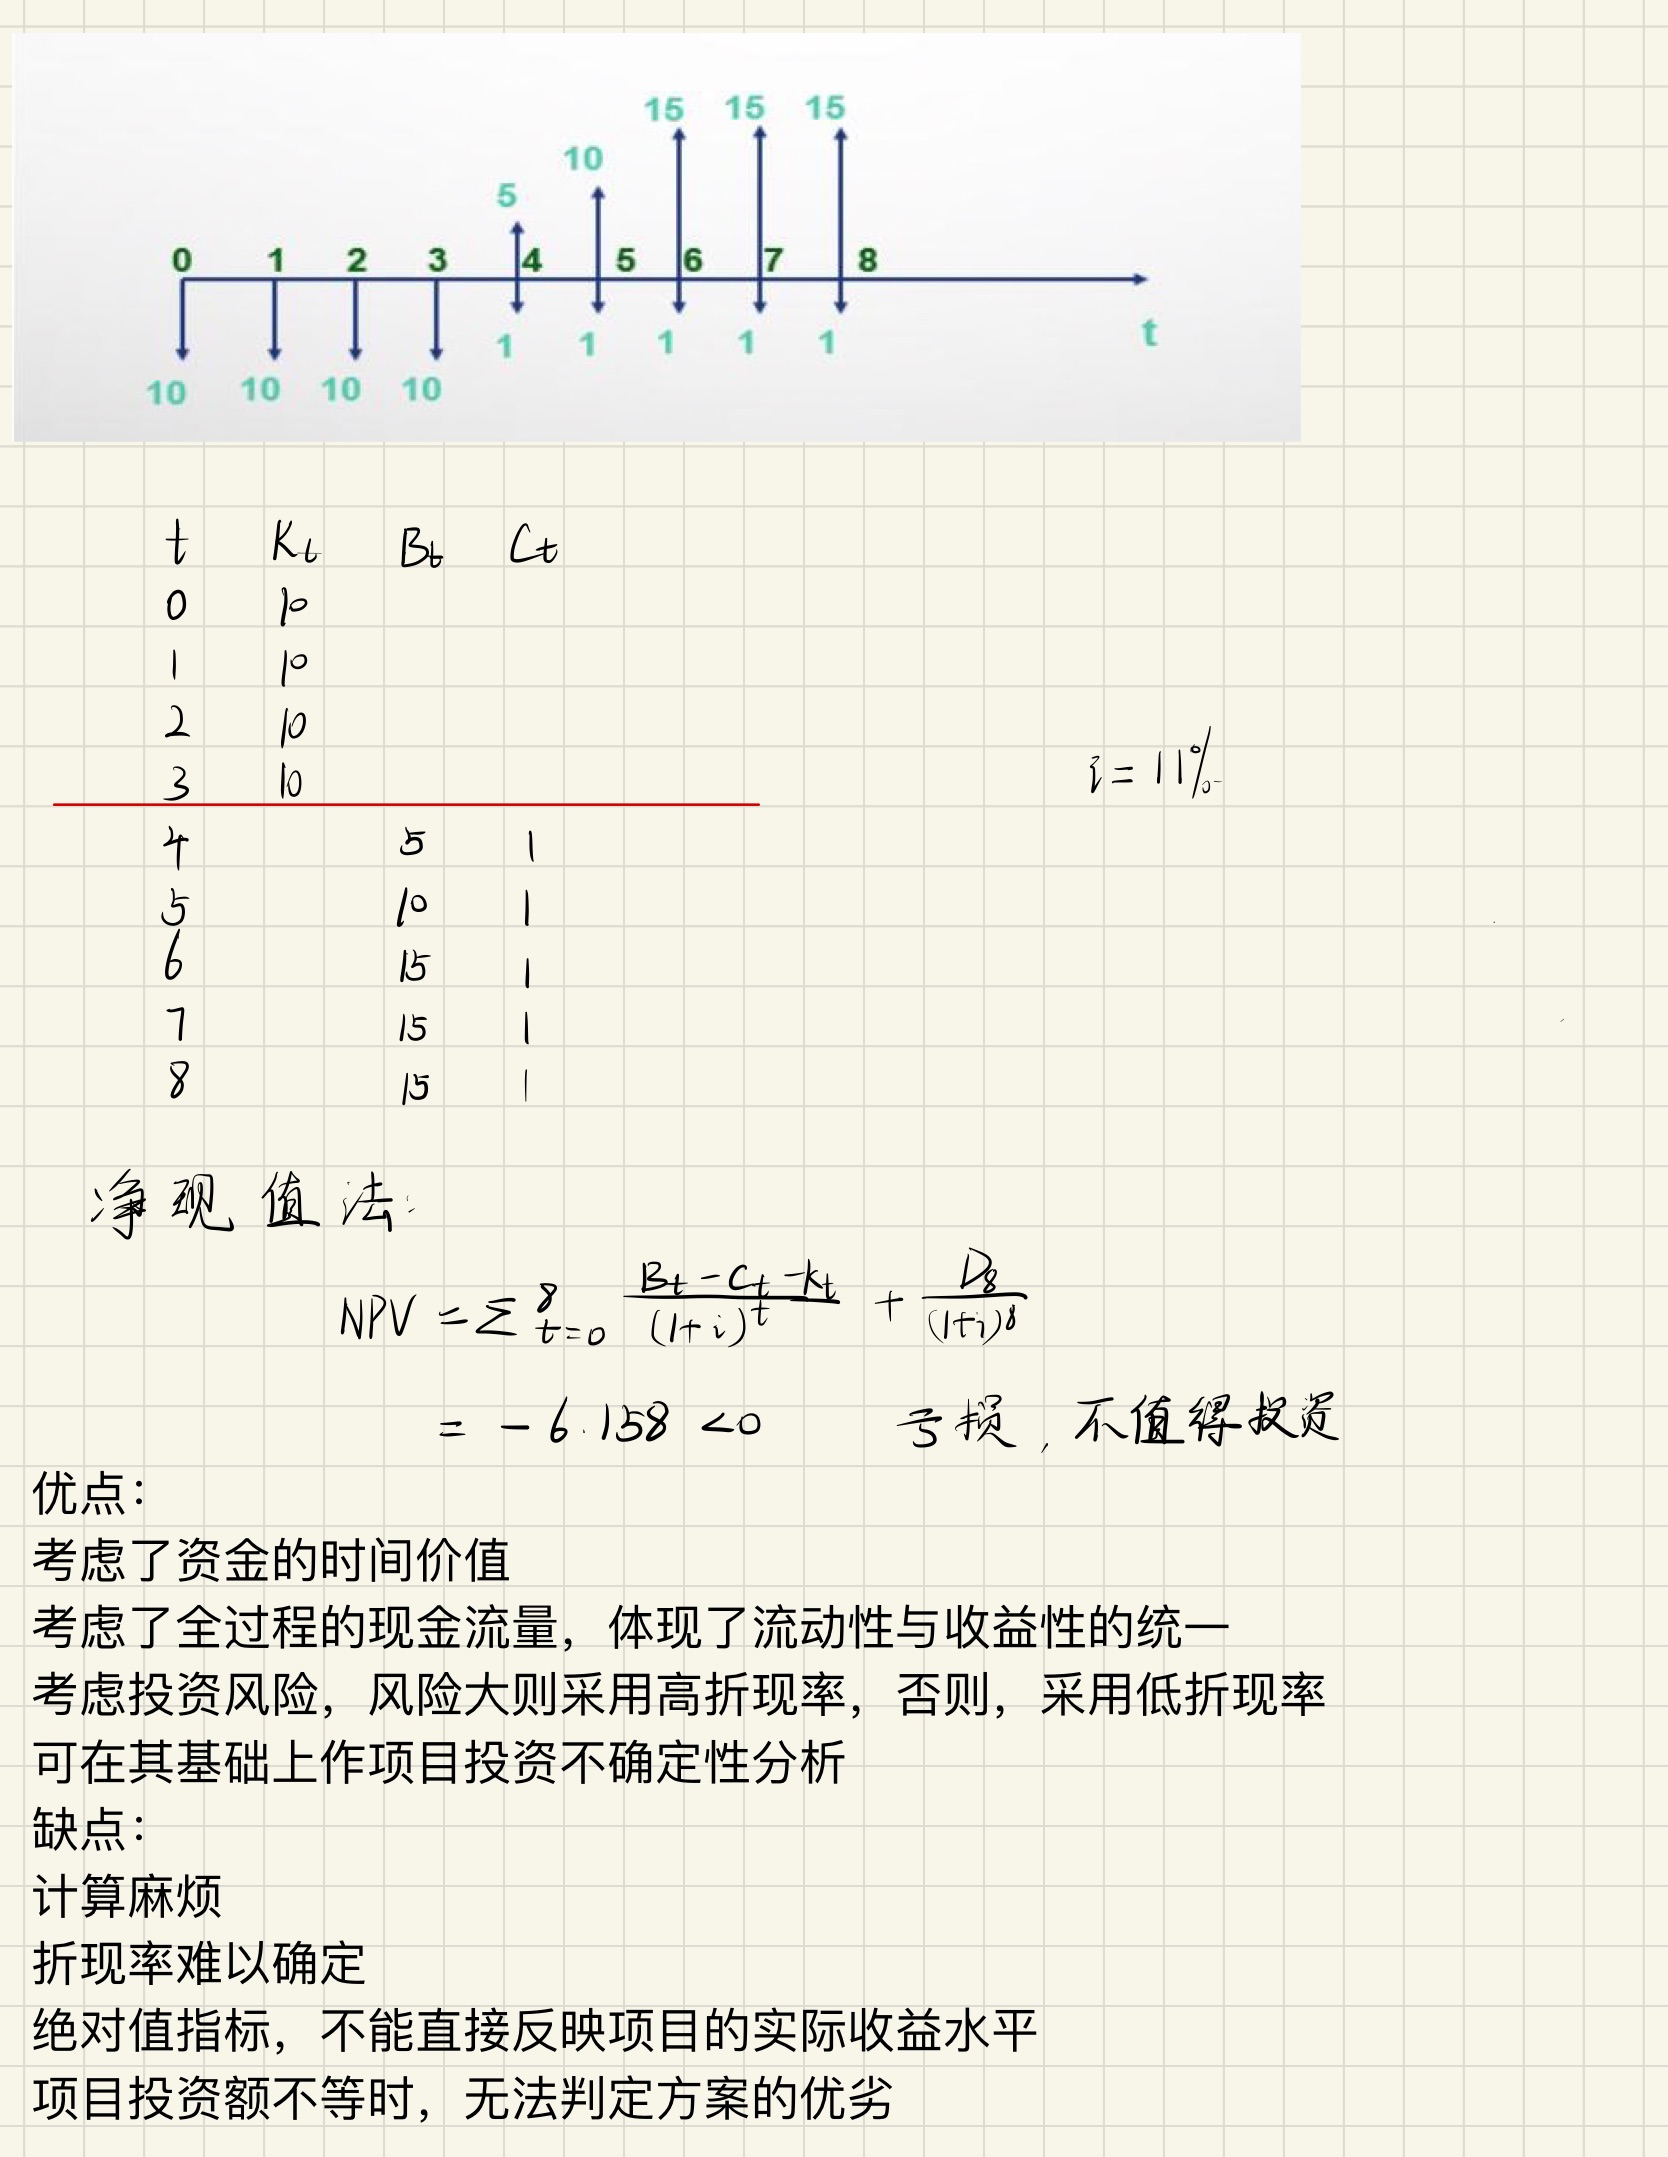 15 15 15
10
5
0 1 2 3 4 5 6 7 8
1 1 1 1 1
t
10 10 10 10
t Kt Bt Ct
0 10
1 10
2 10
3 10
i=11%
4 5 1
5 10 1
6 15 1
7 15 1
8 15 1
净现值法:
NPV = Σ 8 t=0 (Bt - Ct - kt)/(1+i)^t + D8/(1+i)^8
= -6.158 <0 亏损, 不值得投资
优点：
考虑了资金的时间价值
考虑了全过程的现金流量，体现了流动性与收益性的统一
考虑投资风险，风险大则采用高折现率，否则，采用低折现率
可在其基础上作项目投资不确定性分析
缺点：
计算麻烦
折现率难以确定
绝对值指标，不能直接反映项目的实际收益水平
项目投资额不等时，无法判定方案的优劣